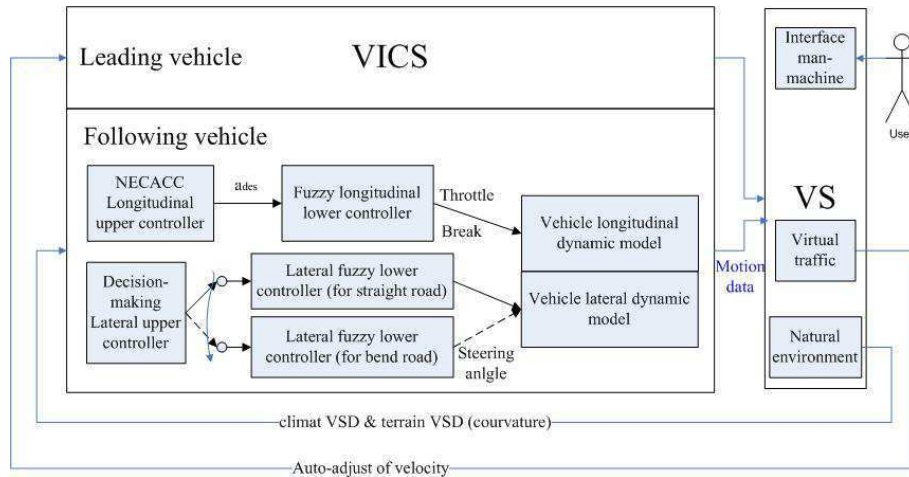 Leading vehicle
VICS
Interface
man-
machine
User
Following vehicle
NECACC
Longitudinal
upper controller
ades
Fuzzy longitudinal
lower controller
Throttle
Break
Vehicle longitudinal
dynamic model
VS
Virtual
traffic
Motion
data
Decision-
making
Lateral upper
controller
Lateral fuzzy lower
controller (for straight road)
Lateral fuzzy lower
controller (for bend road)
Vehicle lateral dynamic
model
Steering
anlgle
Natural
environment
climat VSD & terrain VSD (courvature)
Auto-adjust of velocity